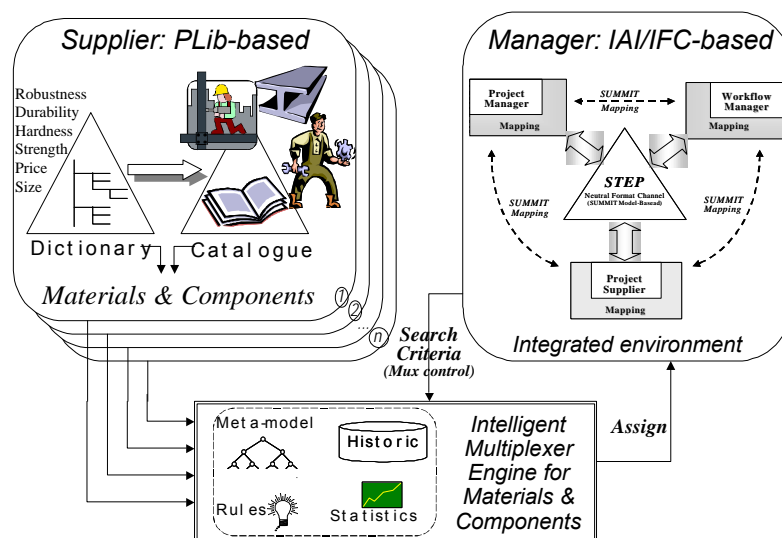 Supplier: PLib-based
Robustness
Durability
Hardness
Strength
Price
Size
Dictionary
Catalogue
Materials & Components
1
2
...
n
Manager: IAI/IFC-based
Project
Manager
Mapping
SUMMIT
Mapping
Workflow
Manager
Mapping
STEP
Neutral Format Channel
(SUMMIT Model-Basead)
SUMMIT
Mapping
SUMMIT
Mapping
Project
Supplier
Mapping
Integrated environment
Search
Criteria
(Mux control)
Assign
Meta-model
Historic
Rules
Statistics
Intelligent
Multiplexer
Engine for
Materials &
Components